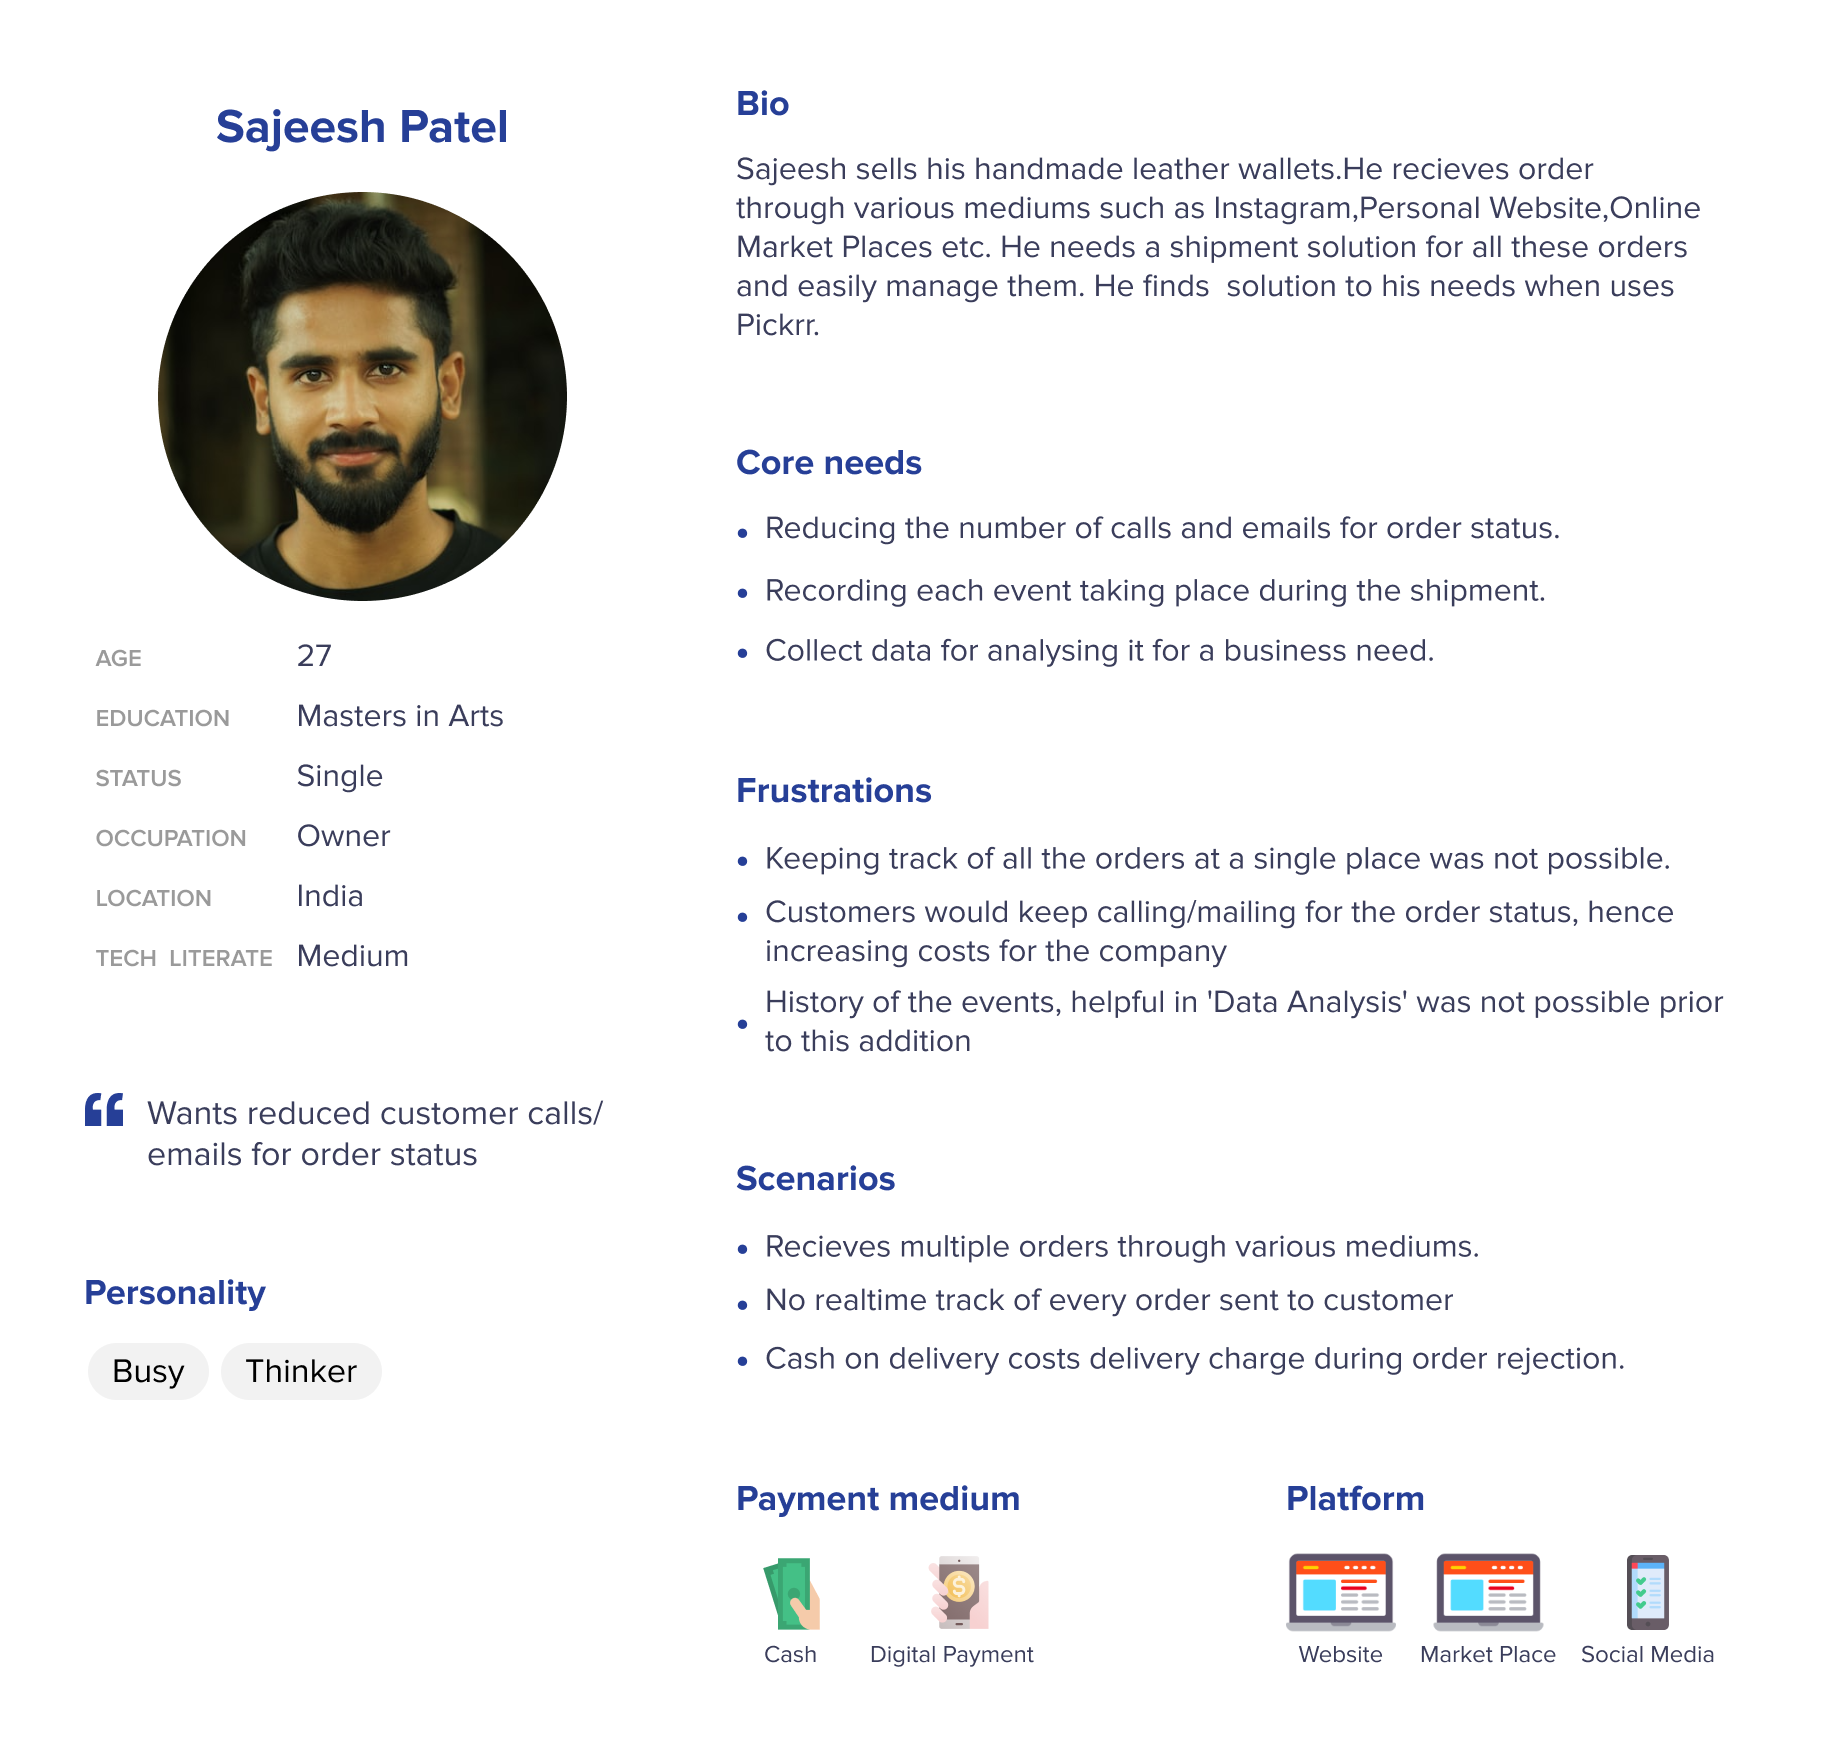 Sajeesh Patel
AGE 27
EDUCATION Masters in Arts
STATUS Single
OCCUPATION Owner
LOCATION India
TECH LITERATE Medium
Wants reduced customer calls/
emails for order status
Personality
Busy Thinker
Bio
Sajeesh sells his handmade leather wallets.He recieves order
through various mediums such as Instagram,Personal Website,Online
Market Places etc. He needs a shipment solution for all these orders
and easily manage them. He finds  solution to his needs when uses
Pickrr.
Core needs
• Reducing the number of calls and emails for order status.
• Recording each event taking place during the shipment.
• Collect data for analysing it for a business need.
Frustrations
• Keeping track of all the orders at a single place was not possible.
• Customers would keep calling/mailing for the order status, hence
increasing costs for the company
• History of the events, helpful in 'Data Analysis' was not possible prior
to this addition
Scenarios
• Recieves multiple orders through various mediums.
• No realtime track of every order sent to customer
• Cash on delivery costs delivery charge during order rejection.
Payment medium
Cash Digital Payment
Platform
Website Market Place Social Media